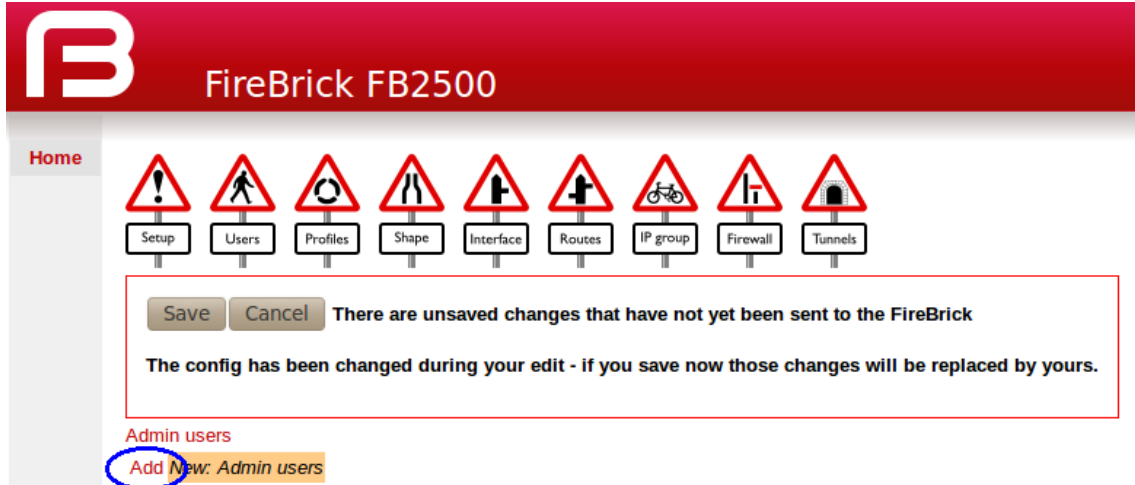 FireBrick FB2500
Home
Setup Users Profiles Shape Interface Routes IP group Firewall Tunnels
Save Cancel There are unsaved changes that have not yet been sent to the FireBrick
The config has been changed during your edit - if you save now those changes will be replaced by yours.
Admin users
Add New: Admin users